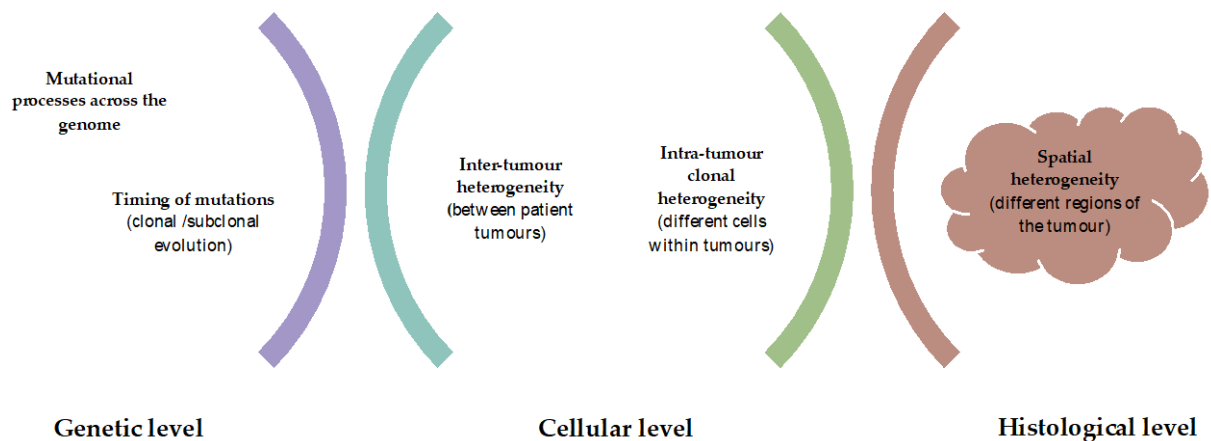 Mutational
processes across the
genome
Timing of mutations
(clonal /subclonal
evolution)
Inter-tumour
heterogeneity
(between patient
tumours)
Intra-tumour
clonal
heterogeneity
(different cells
within tumours)
Spatial
heterogeneity
(different regions of
the tumour)
Genetic level
Cellular level
Histological level